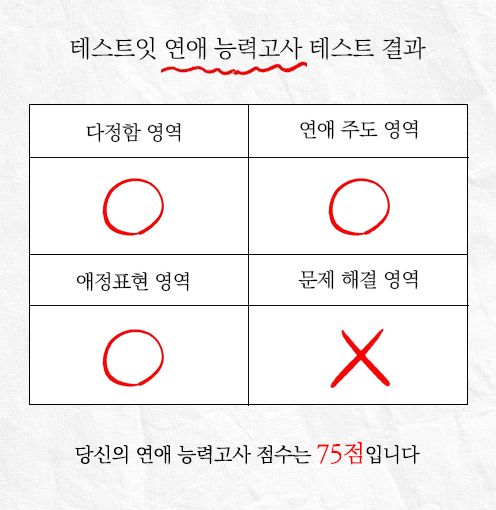 테스트잇 연애 능력고사 테스트 결과
다정함 영역
연애 주도 영역
애정표현 영역
문제 해결 영역
당신의 연애 능력고사 점수는 75점입니다